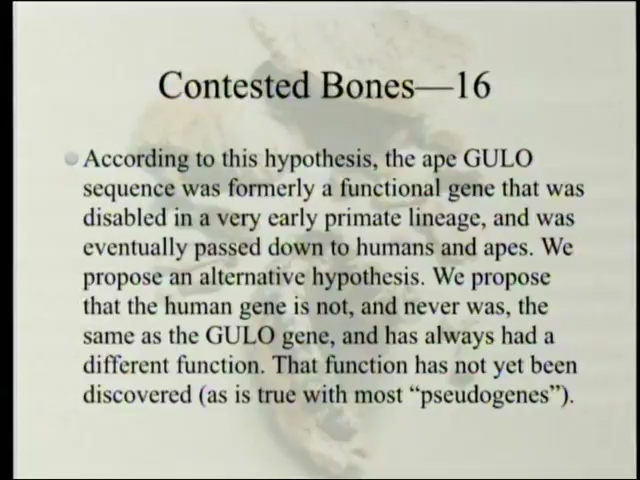 Contested Bones—16
According to this hypothesis, the ape GULO
sequence was formerly a functional gene that was
disabled in a very early primate lineage, and was
eventually passed down to humans and apes. We
propose an alternative hypothesis. We propose
that the human gene is not, and never was, the
same as the GULO gene, and has always had a
different function. That function has not yet been
discovered (as is true with most “pseudogenes”).